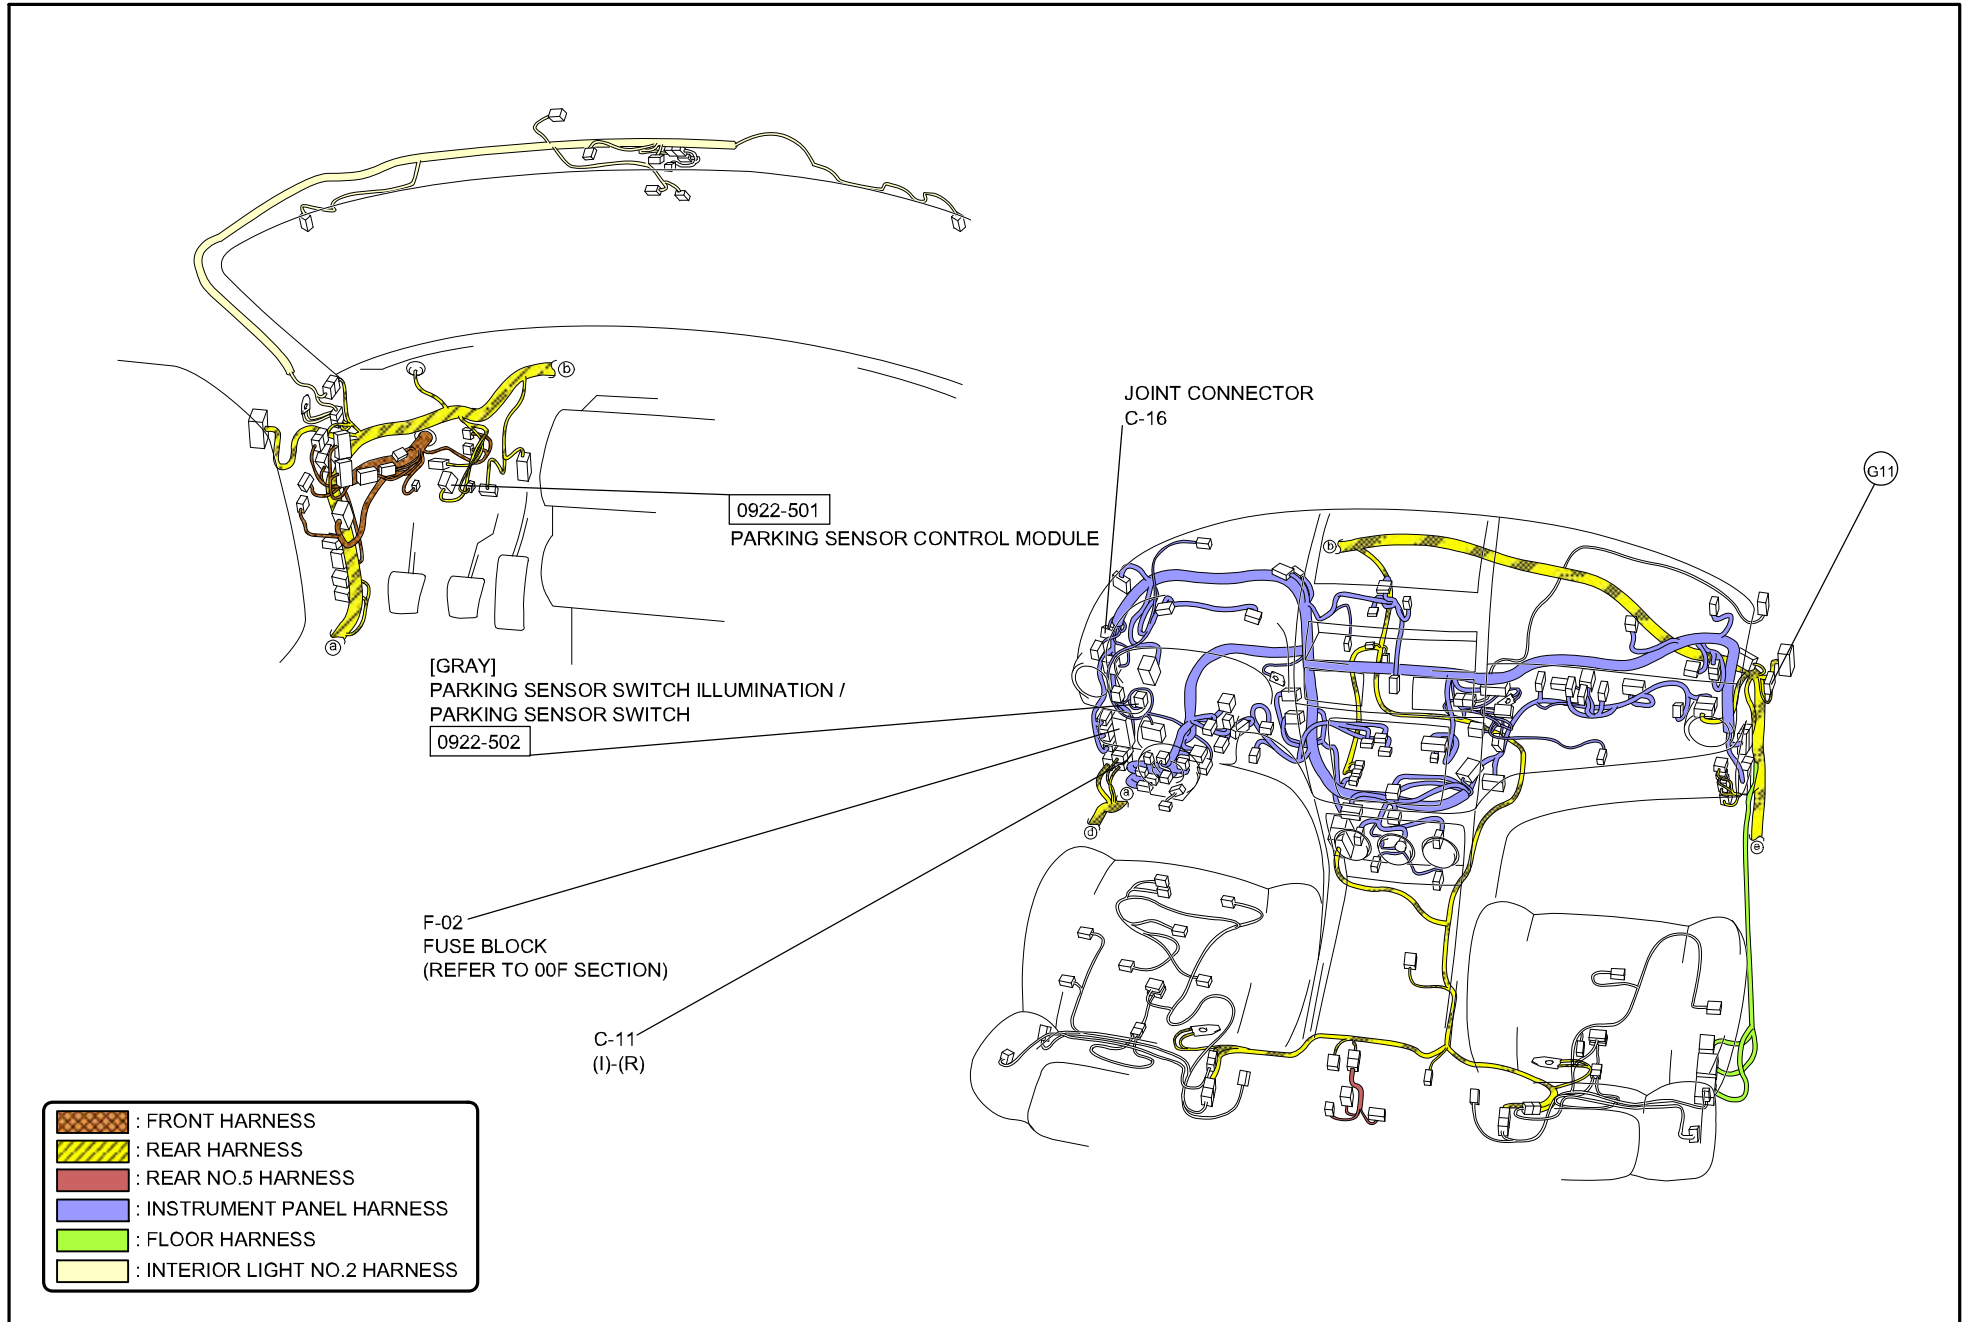 b
JOINT CONNECTOR
C-16
G11
0922-501
PARKING SENSOR CONTROL MODULE
b
a
[GRAY]
PARKING SENSOR SWITCH ILLUMINATION /
PARKING SENSOR SWITCH
0922-502
a
d
e
F-02
FUSE BLOCK
(REFER TO 00F SECTION)
C-11
(I)-(R)
: FRONT HARNESS
: REAR HARNESS
: REAR NO.5 HARNESS
: INSTRUMENT PANEL HARNESS
: FLOOR HARNESS
: INTERIOR LIGHT NO.2 HARNESS